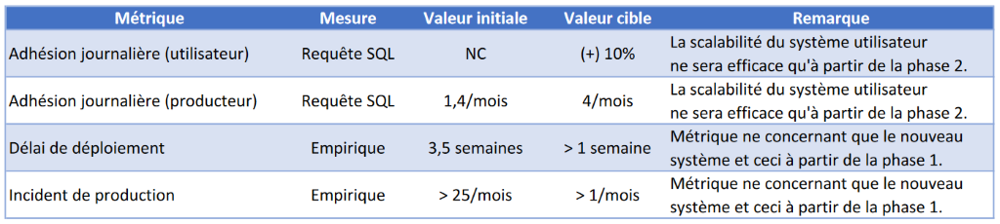 Métrique Mesure Valeur initiale Valeur cible Remarque
Adhésion journalière (utilisateur) Requête SQL NC (+) 10% La scalabilité du système utilisateur
ne sera efficace qu'à partir de la phase 2.
Adhésion journalière (producteur) Requête SQL 1,4/mois 4/mois La scalabilité du système utilisateur
ne sera efficace qu'à partir de la phase 2.
Délai de déploiement Empirique 3,5 semaines > 1 semaine Métrique ne concernant que le nouveau
système et ceci à partir de la phase 1.
Incident de production Empirique > 25/mois > 1/mois Métrique ne concernant que le nouveau
système et ceci à partir de la phase 1.